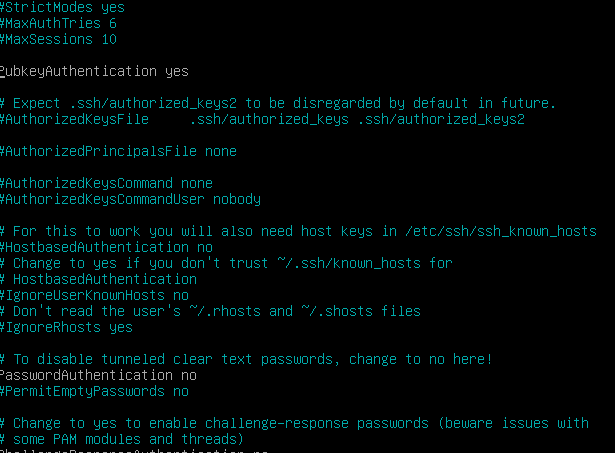 #StrictModes yes
#MaxAuthTries 6
#MaxSessions 10
PubkeyAuthentication yes
# Expect .ssh/authorized_keys2 to be disregarded by default in future.
#AuthorizedKeysFile .ssh/authorized_keys .ssh/authorized_keys2
#AuthorizedPrincipalsFile none
#AuthorizedKeysCommand none
#AuthorizedKeysCommandUser nobody
# For this to work you will also need host keys in /etc/ssh/ssh_known_hosts
#HostbasedAuthentication no
# Change to yes if you don't trust ~/.ssh/known_hosts for
# HostbasedAuthentication
#IgnoreUserKnownHosts no
# Don't read the user's ~/.rhosts and ~/.shosts files
#IgnoreRhosts yes
# To disable tunneled clear text passwords, change to no here!
PasswordAuthentication no
#PermitEmptyPasswords no
# Change to yes to enable challenge-response passwords (beware issues with
# some PAM modules and threads)
ChallengeResponseAuthentication no